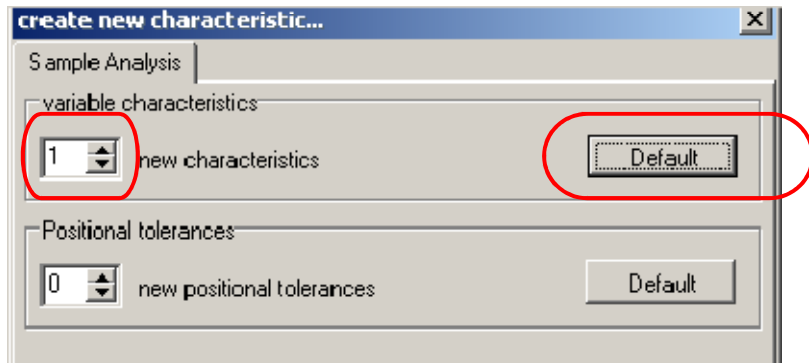 create new characteristic...
Sample Analysis
variable characteristics
1 new characteristics Default
Positional tolerances
0 new positional tolerances Default